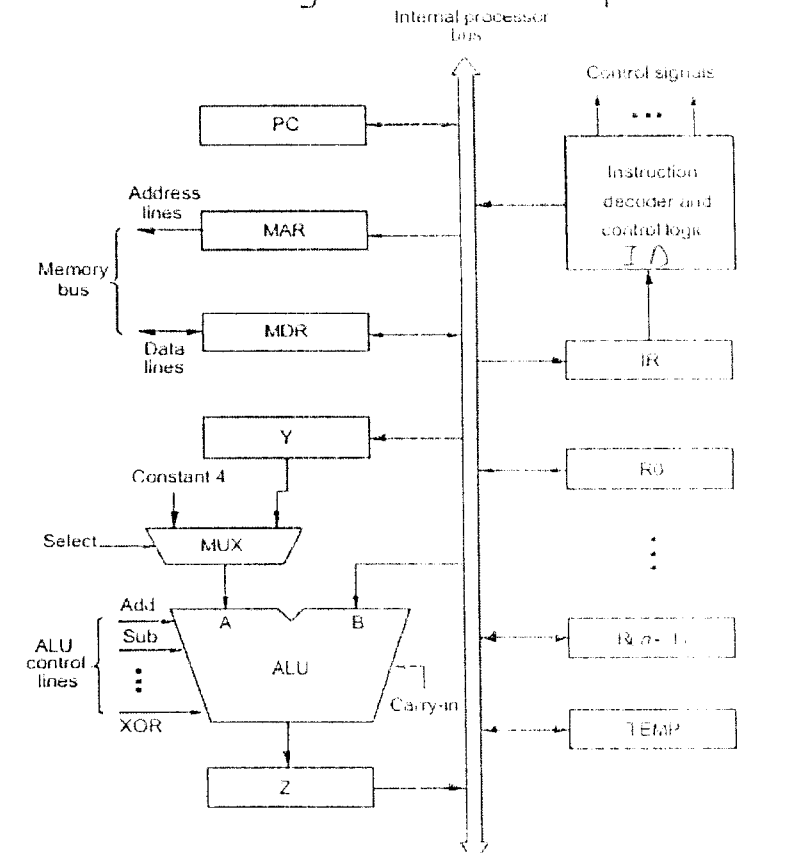 Internal processor
bus
Control signals
PC
Instruction
decoder and
control logic
I D
Address
lines
MAR
Memory
bus
MDR
Data
lines
IR
Y
Constant 4
R0
Select
MUX
Add
A
B
Sub
ALU
control
lines
ALU
Carry-in
XOR
TEMP
Z